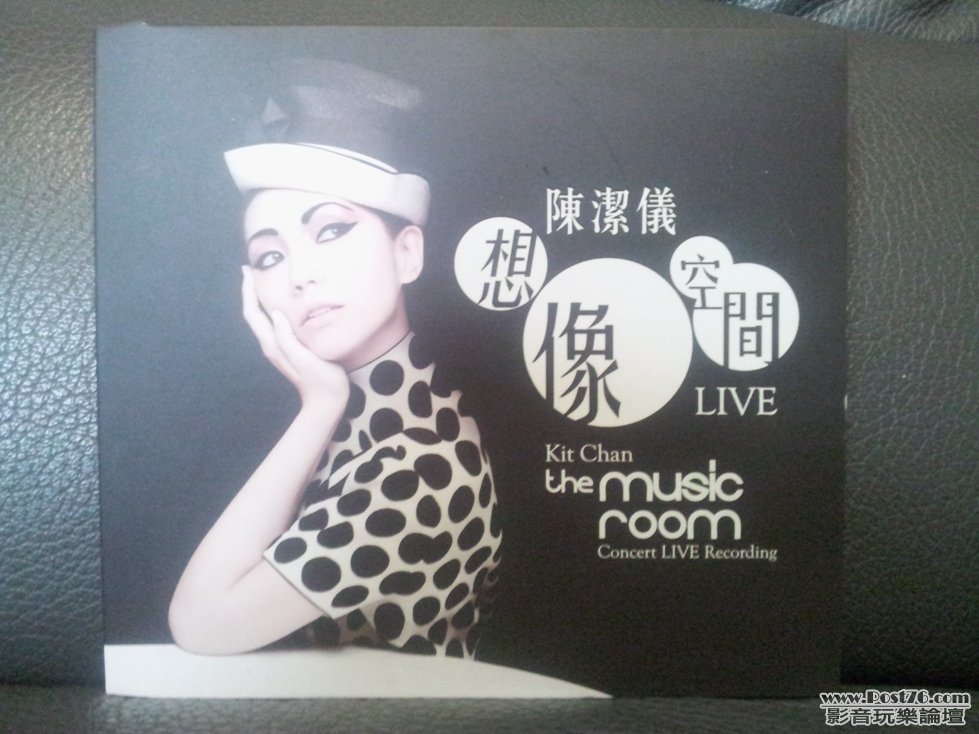 陳潔儀
想像空間
LIVE
Kit Chan
the music
room
Concert LIVE Recording
www.Post76.com
影音玩樂論壇